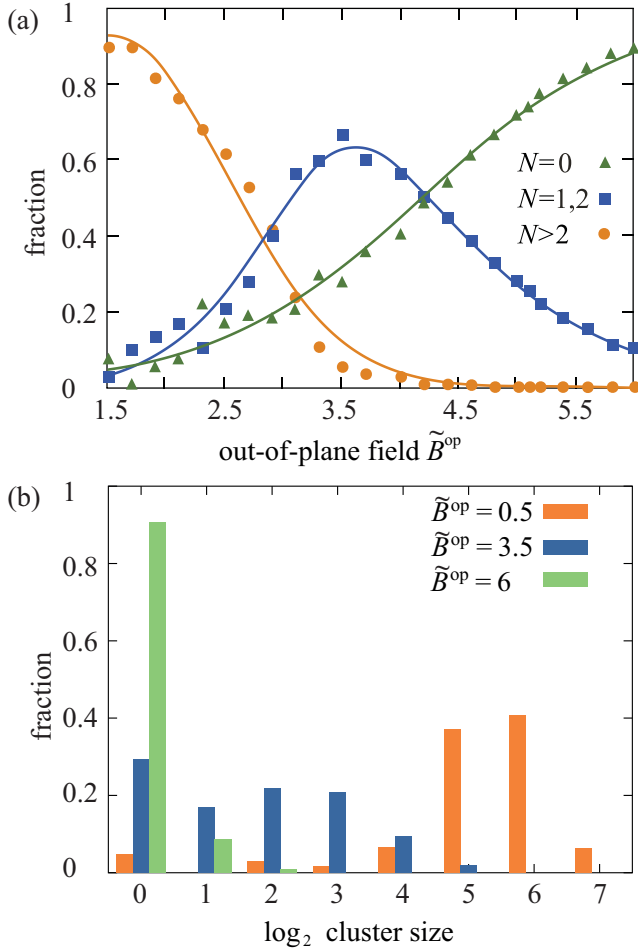 (a)
1
0.8
0.6
0.4
0.2
0
fraction
N=0
N=1,2
N>2
1.5 2.5 3.5 4.5 5.5
out-of-plane field B̃ᵒᵖ
(b)
1
0.8
0.6
0.4
0.2
0
fraction
B̃ᵒᵖ = 0.5
B̃ᵒᵖ = 3.5
B̃ᵒᵖ = 6
0 1 2 3 4 5 6 7
log₂ cluster size